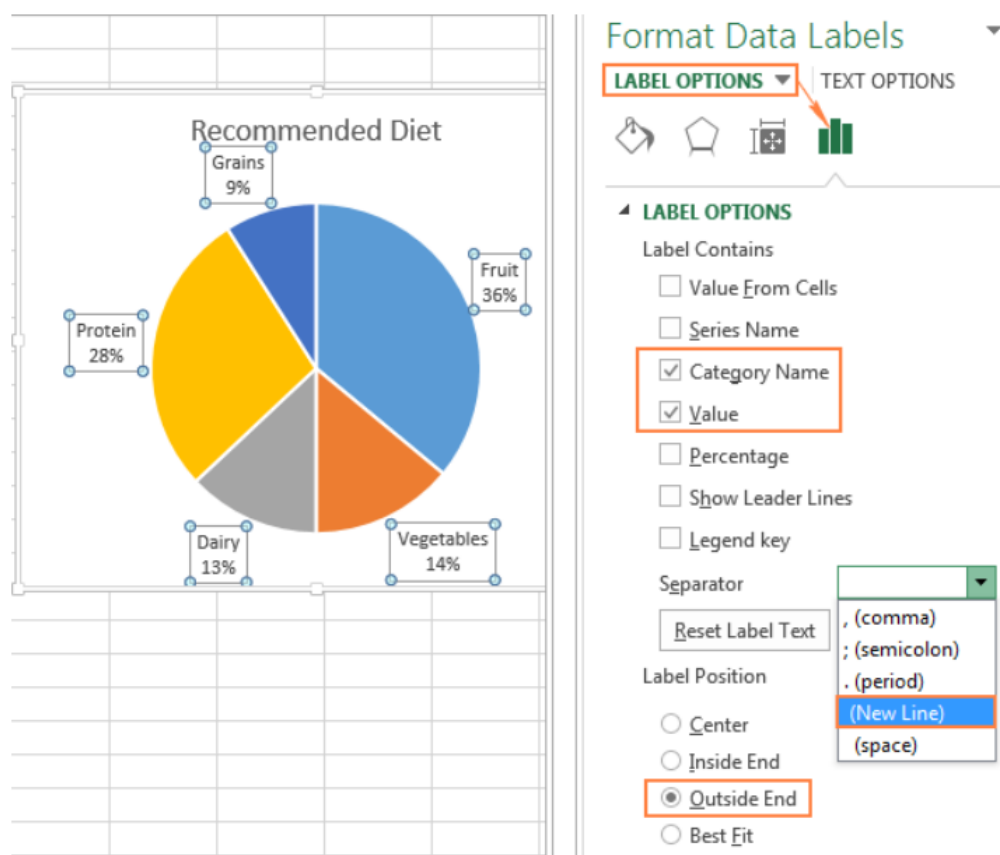 Recommended Diet
Grains
9%
Fruit
36%
Protein
28%
Dairy
13%
Vegetables
14%
Format Data Labels
LABEL OPTIONS TEXT OPTIONS
LABEL OPTIONS
Label Contains
Value From Cells
Series Name
Category Name
Value
Percentage
Show Leader Lines
Legend key
Separator
, (comma)
; (semicolon)
. (period)
(New Line)
(space)
Reset Label Text
Label Position
Center
Inside End
Outside End
Best Fit